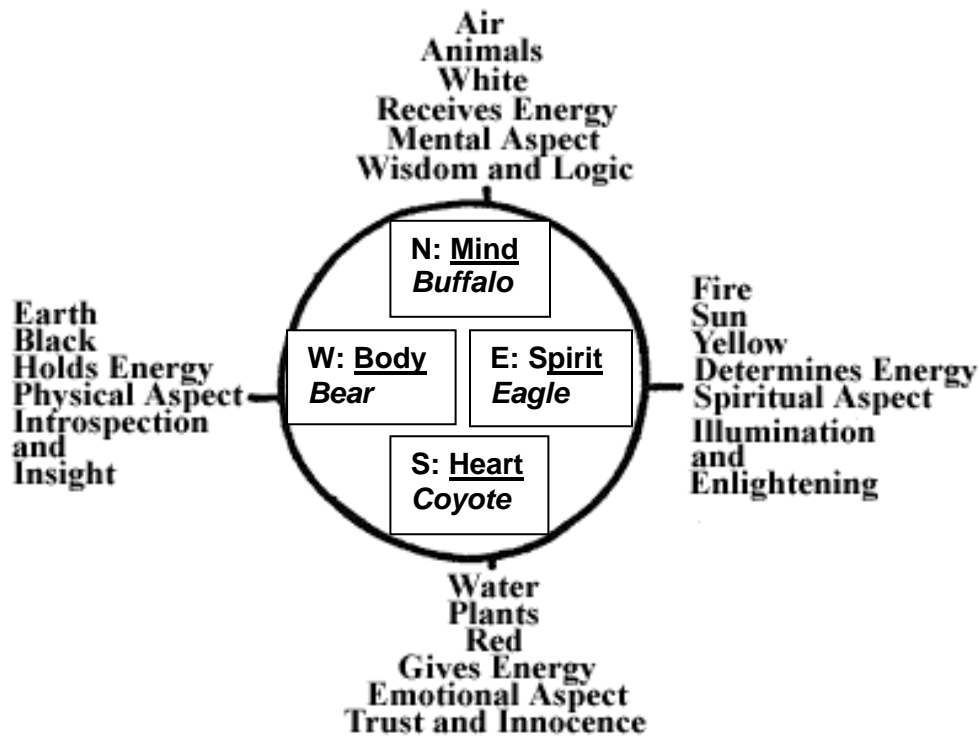 Air
Animals
White
Receives Energy
Mental Aspect
Wisdom and Logic
N: Mind
Buffalo
Earth
Black
Holds Energy
Physical Aspect
Introspection
and
Insight
W: Body
Bear
E: Spirit
Eagle
Fire
Sun
Yellow
Determines Energy
Spiritual Aspect
Illumination
and
Enlightening
S: Heart
Coyote
Water
Plants
Red
Gives Energy
Emotional Aspect
Trust and Innocence